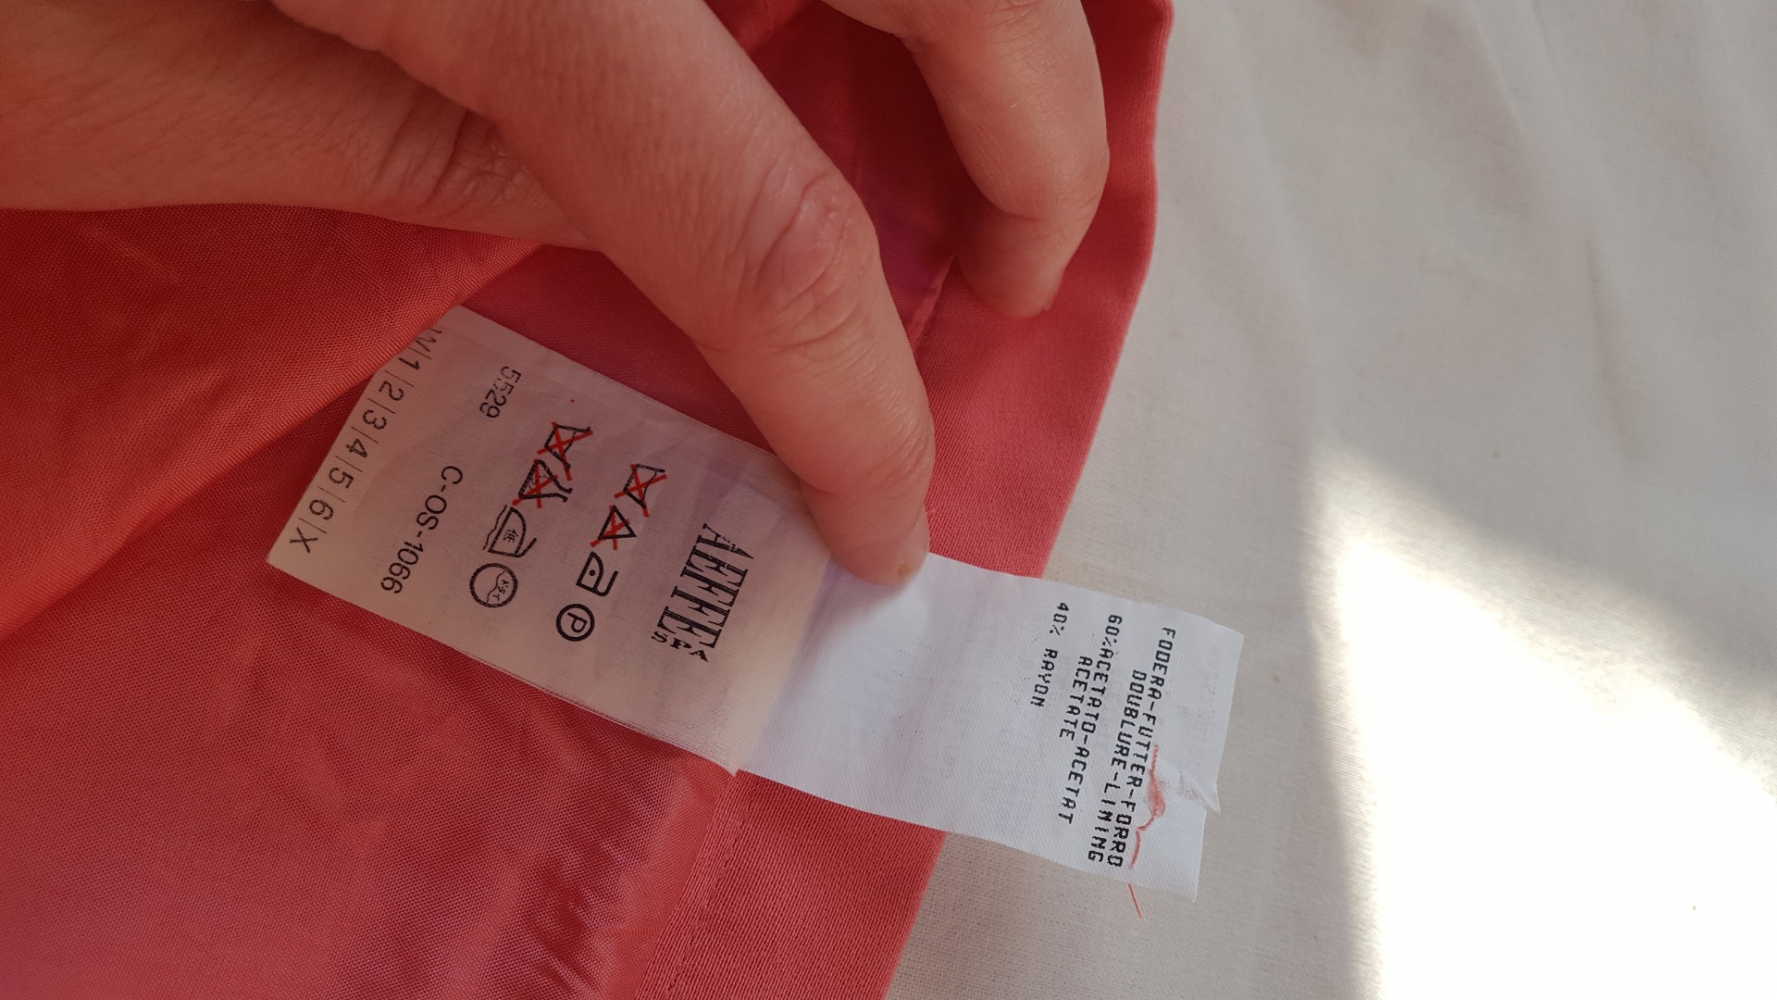 FODERA-FUTTER-FORRO
DOUBLURE-LINING
60%ACETATO-ACETAT
ACETATE
40% RAYON
AEFFE
SPA
P
5529
C-OS-1066
W/1/2/3/4/5/6/X